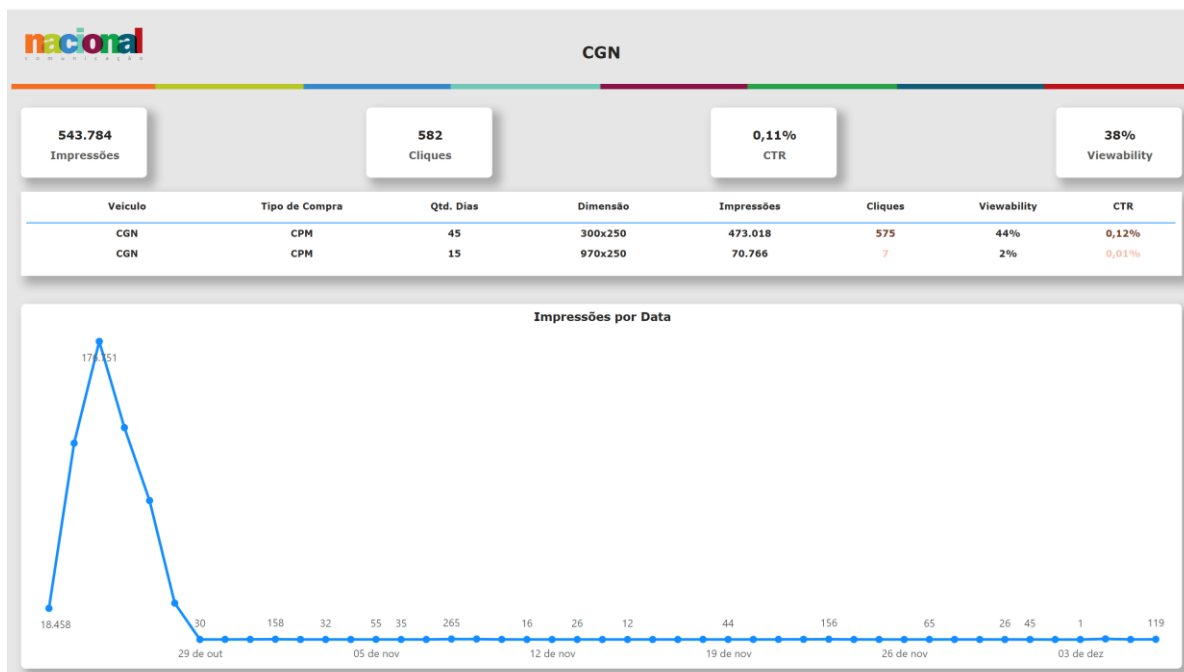 nacional
comunicação
CGN
543.784
Impressões
582
Cliques
0,11%
CTR
38%
Viewability
Veiculo Tipo de Compra Qtd. Dias Dimensão Impressões Cliques Viewability CTR
CGN CPM 45 300x250 473.018 575 44% 0,12%
CGN CPM 15 970x250 70.766 7 2% 0,01%
Impressões por Data
176.751
18.458
30 158 32 55 35 265 16 26 12 44 156 65 26 45 1 119
29 de out 05 de nov 12 de nov 19 de nov 26 de nov 03 de dez